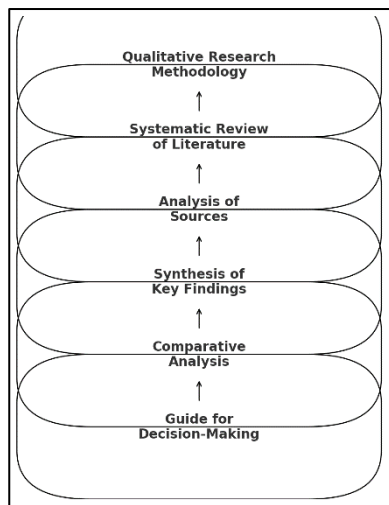 Qualitative Research
Methodology
Systematic Review
of Literature
Analysis of
Sources
Synthesis of
Key Findings
Comparative
Analysis
Guide for
Decision-Making